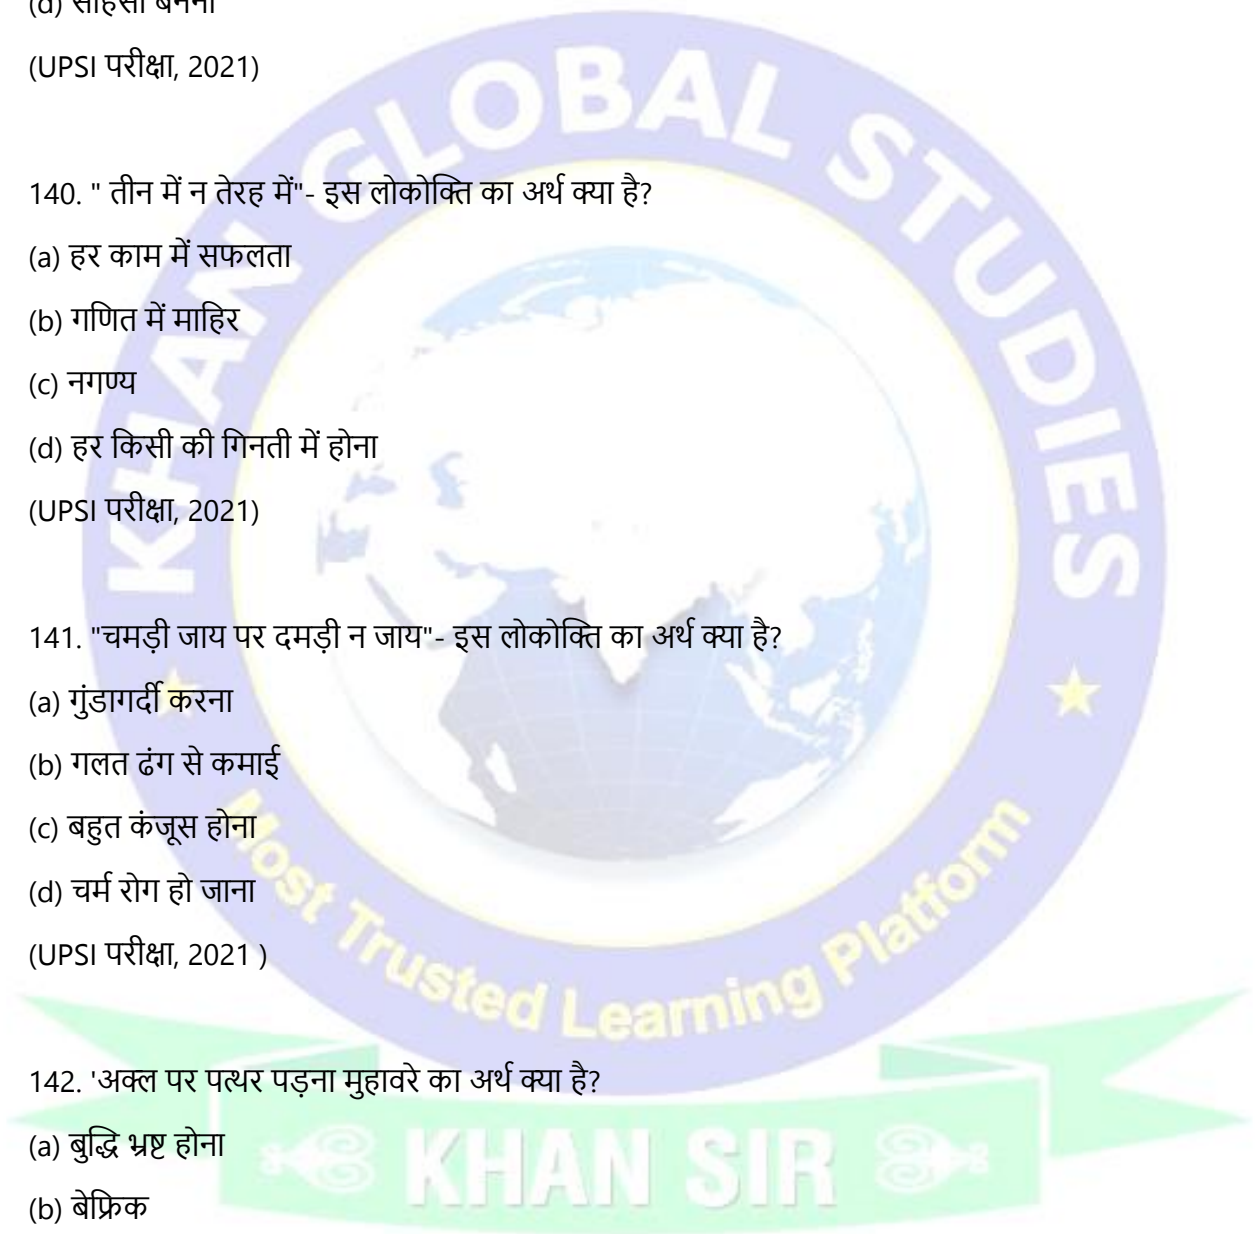 (d) साहसी बनना
(UPSI परीक्षा, 2021)
140. " तीन में न तेरह में"- इस लोकोक्ति का अर्थ क्या है?
(a) हर काम में सफलता
(b) गणित में माहिर
(c) नगण्य
(d) हर किसी की गिनती में होना
(UPSI परीक्षा, 2021)
141. "चमड़ी जाय पर दमड़ी न जाय"- इस लोकोक्ति का अर्थ क्या है?
(a) गुंडागर्दी करना
(b) गलत ढंग से कमाई
(c) बहुत कंजूस होना
(d) चर्म रोग हो जाना
(UPSI परीक्षा, 2021 )
142. 'अक्ल पर पत्थर पड़ना मुहावरे का अर्थ क्या है?
(a) बुद्धि भ्रष्ट होना
(b) बेफ्रिक
KHAN GLOBAL STUDIES
Most Trusted Learning Platform
KHAN SIR